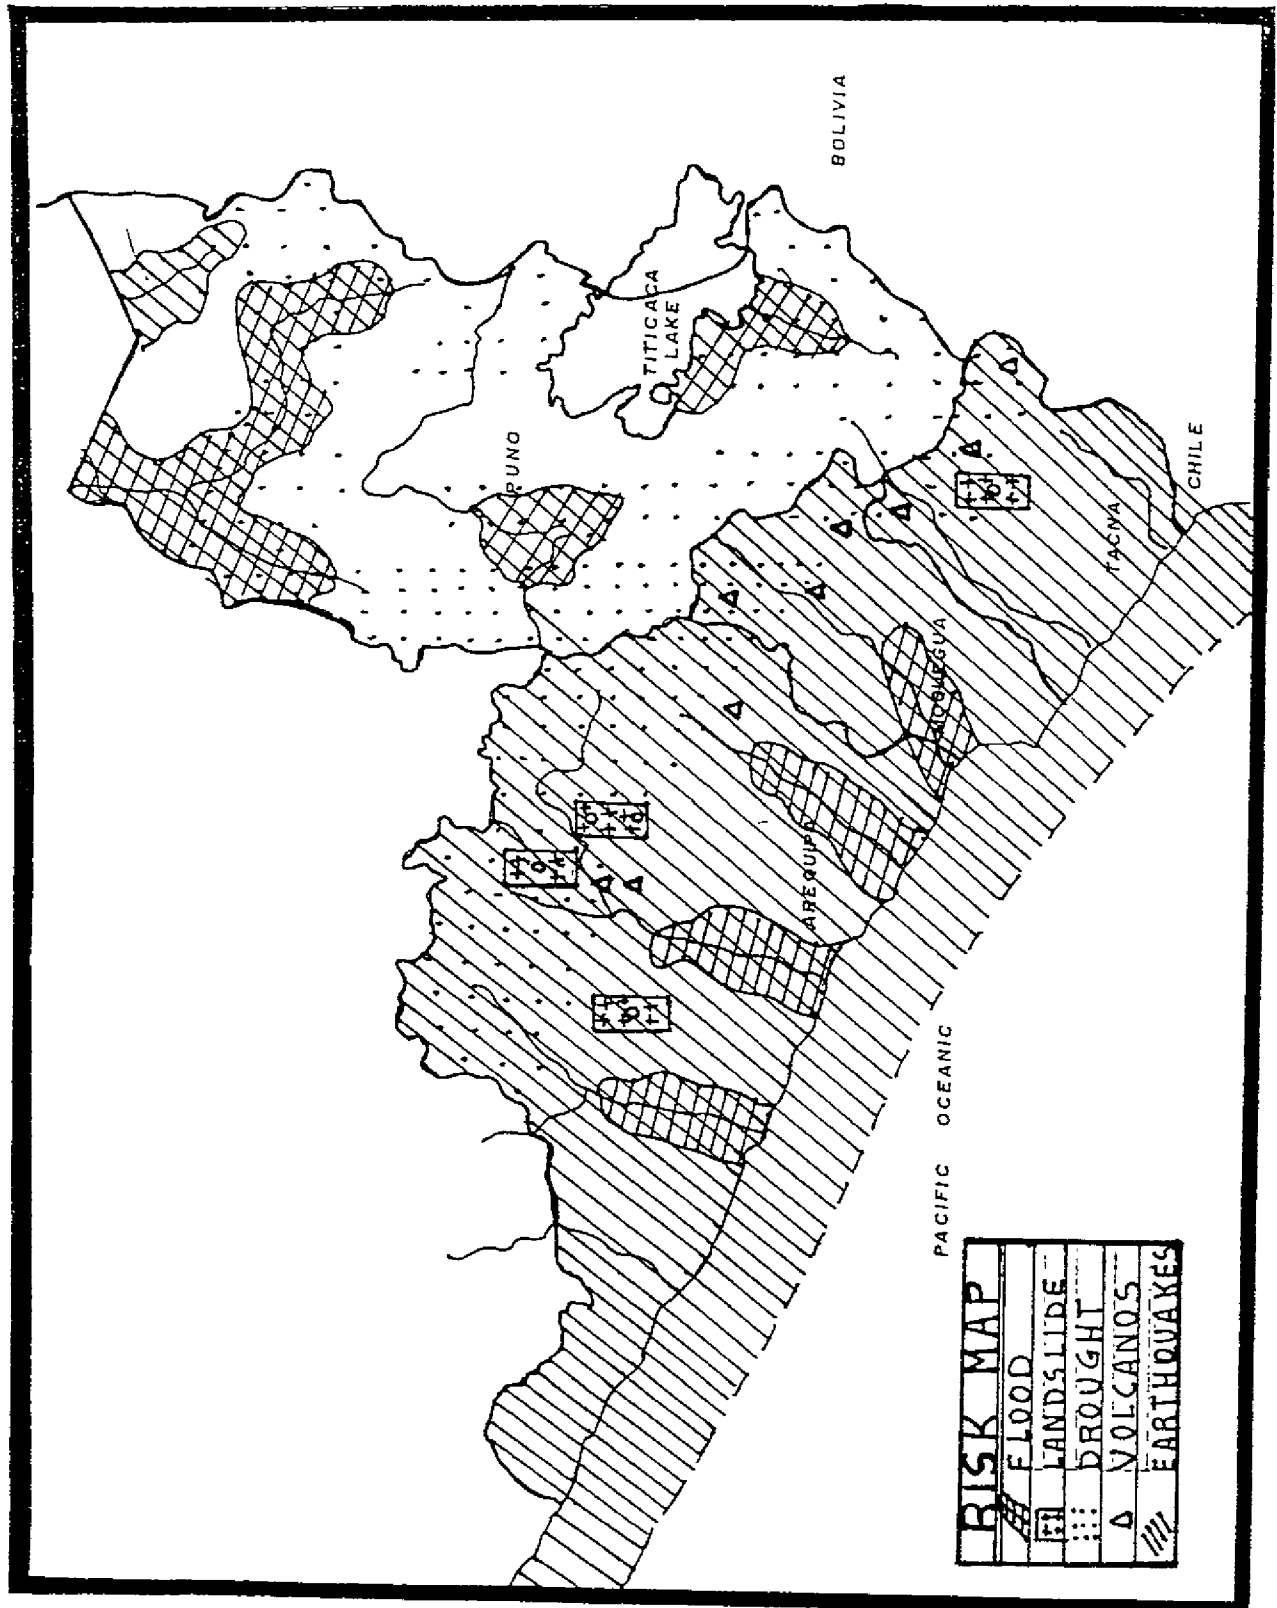 BOLIVIA
TITICACA
LAKE
PUNO
CHILE
TACNA
MOQUEGUA
AREQUIPA
PACIFIC OCEANIC
RISK MAP
FLOOD
LANDSLIDE
DROUGHT
VOLCANOS
EARTHQUAKES